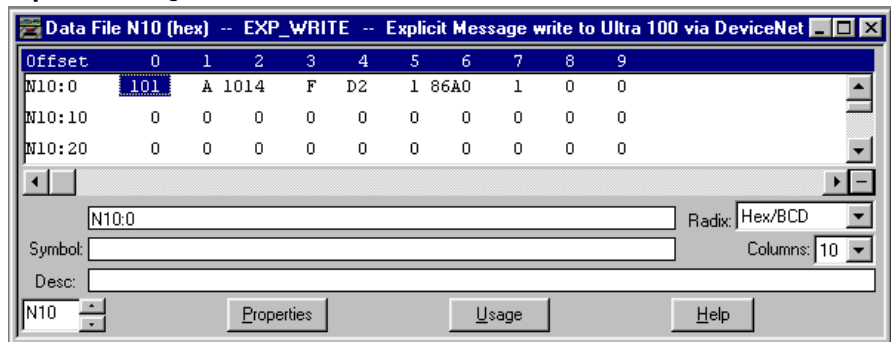 Data File N10 (hex) -- EXP_WRITE -- Explicit Message write to Ultra 100 via DeviceNet
Offset 0 1 2 3 4 5 6 7 8 9
N10:0 101 A 1014 F D2 1 86A0 1 0 0
N10:10 0 0 0 0 0 0 0 0 0 0
N10:20 0 0 0 0 0 0 0 0 0 0
N10:0 Radix: Hex/BCD
Symbol: Columns: 10
Desc:
N10 Properties Usage Help